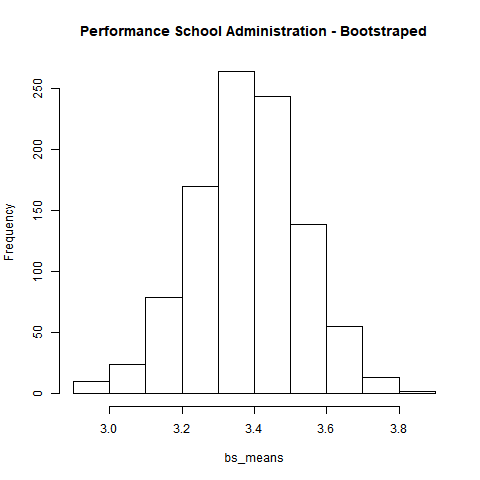 Performance School Administration - Bootstraped
Frequency
250
200
150
100
50
0
3.0 3.2 3.4 3.6 3.8
bs_means